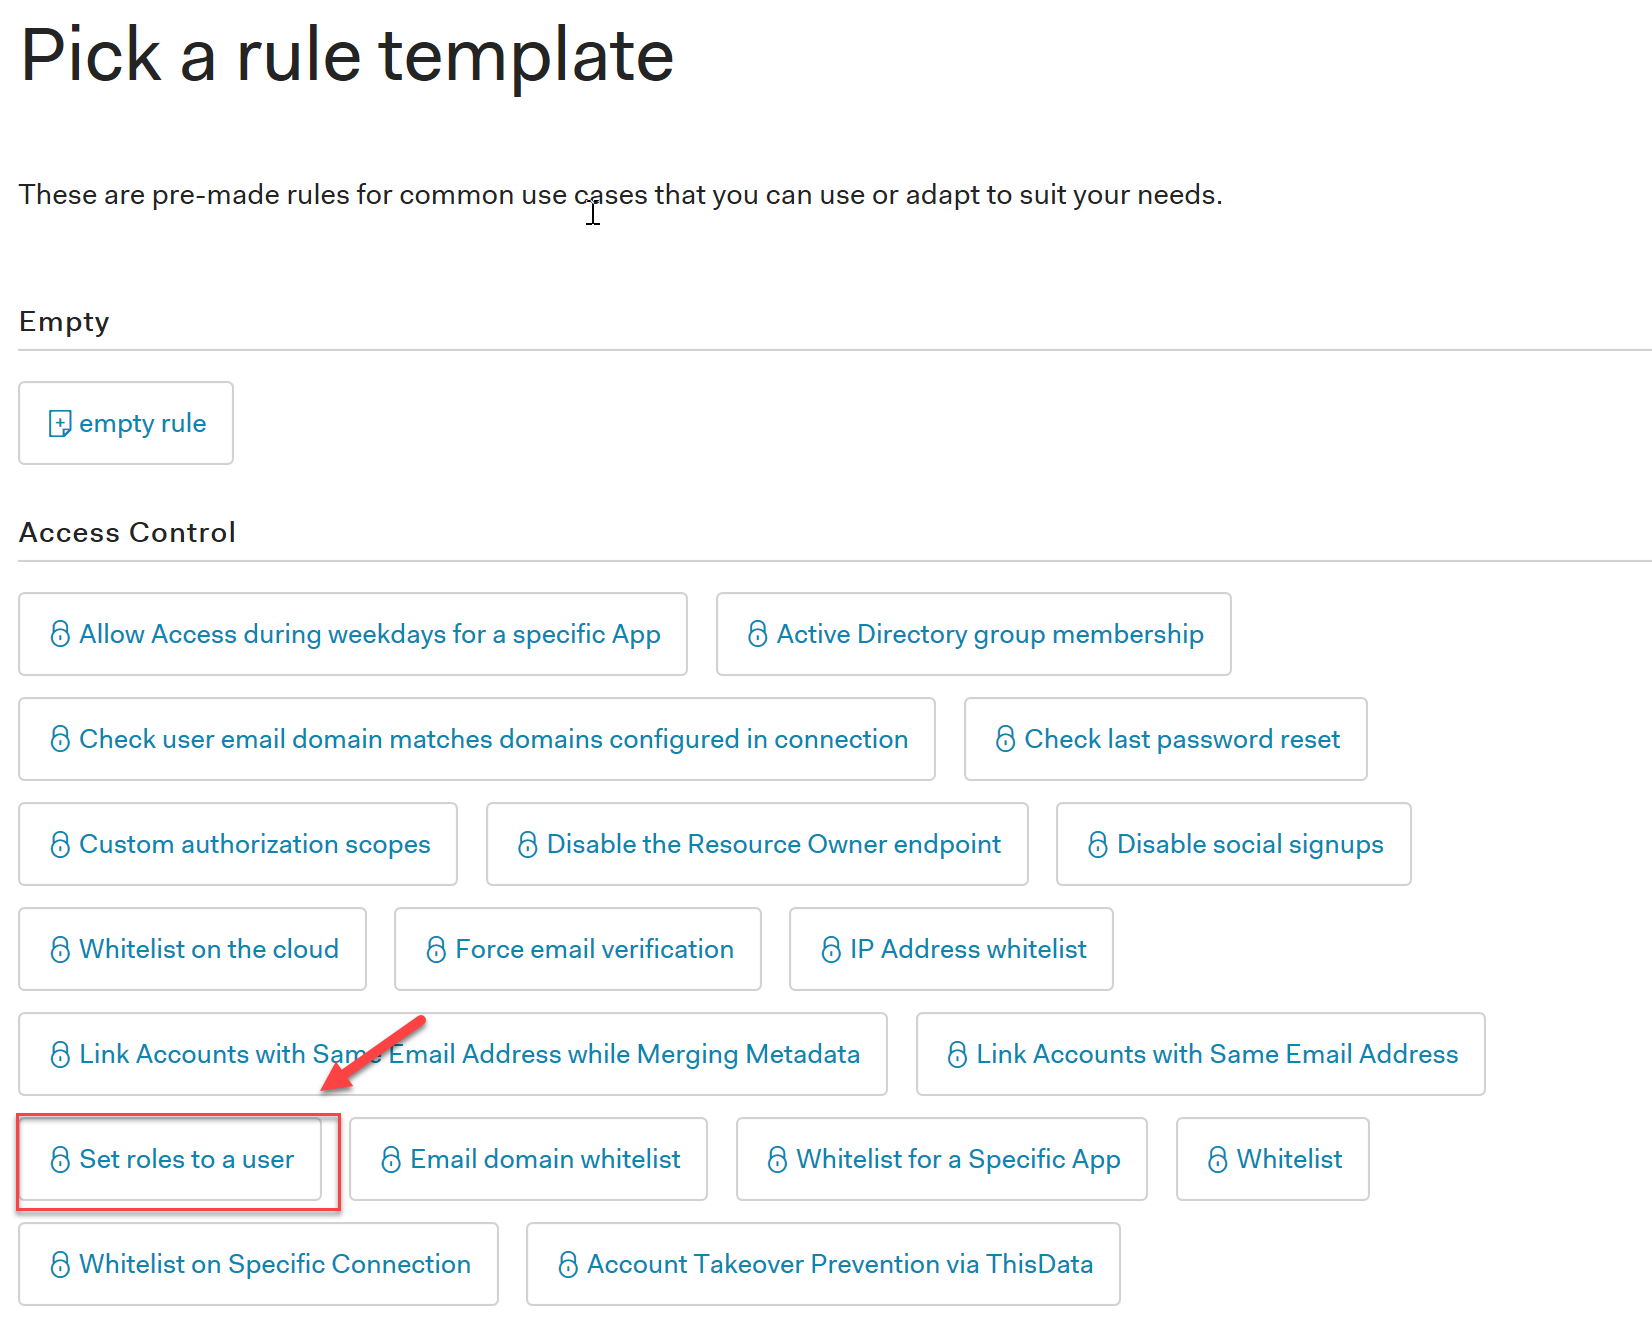 Pick a rule template
These are pre-made rules for common use cases that you can use or adapt to suit your needs.
Empty
empty rule
Access Control
Allow Access during weekdays for a specific App
Active Directory group membership
Check user email domain matches domains configured in connection
Check last password reset
Custom authorization scopes
Disable the Resource Owner endpoint
Disable social signups
Whitelist on the cloud
Force email verification
IP Address whitelist
Link Accounts with Same Email Address while Merging Metadata
Link Accounts with Same Email Address
Set roles to a user
Email domain whitelist
Whitelist for a Specific App
Whitelist
Whitelist on Specific Connection
Account Takeover Prevention via ThisData